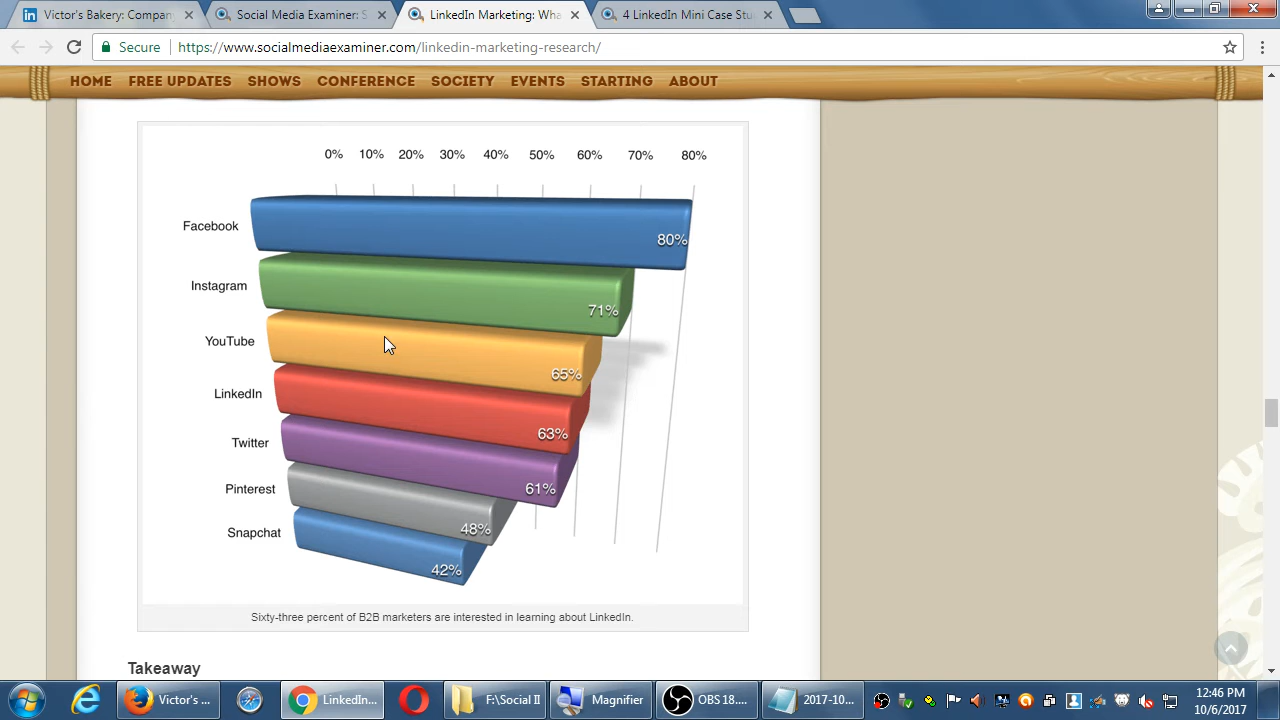 Victor's Bakery: Compan
Social Media Examiner: S
LinkedIn Marketing: Wha
4 LinkedIn Mini Case Stu
Secure
https://www.socialmediaexaminer.com/linkedin-marketing-research/
HOME FREE UPDATES SHOWS CONFERENCE SOCIETY EVENTS STARTING ABOUT
0% 10% 20% 30% 40% 50% 60% 70% 80%
Facebook 80%
Instagram 71%
YouTube 65%
LinkedIn 63%
Twitter 61%
Pinterest 48%
Snapchat 42%
Sixty-three percent of B2B marketers are interested in learning about LinkedIn.
Takeaway
Victor's ...
LinkedIn...
F:\Social II
Magnifier
OBS 18....
2017-10...
12:46 PM
10/6/2017